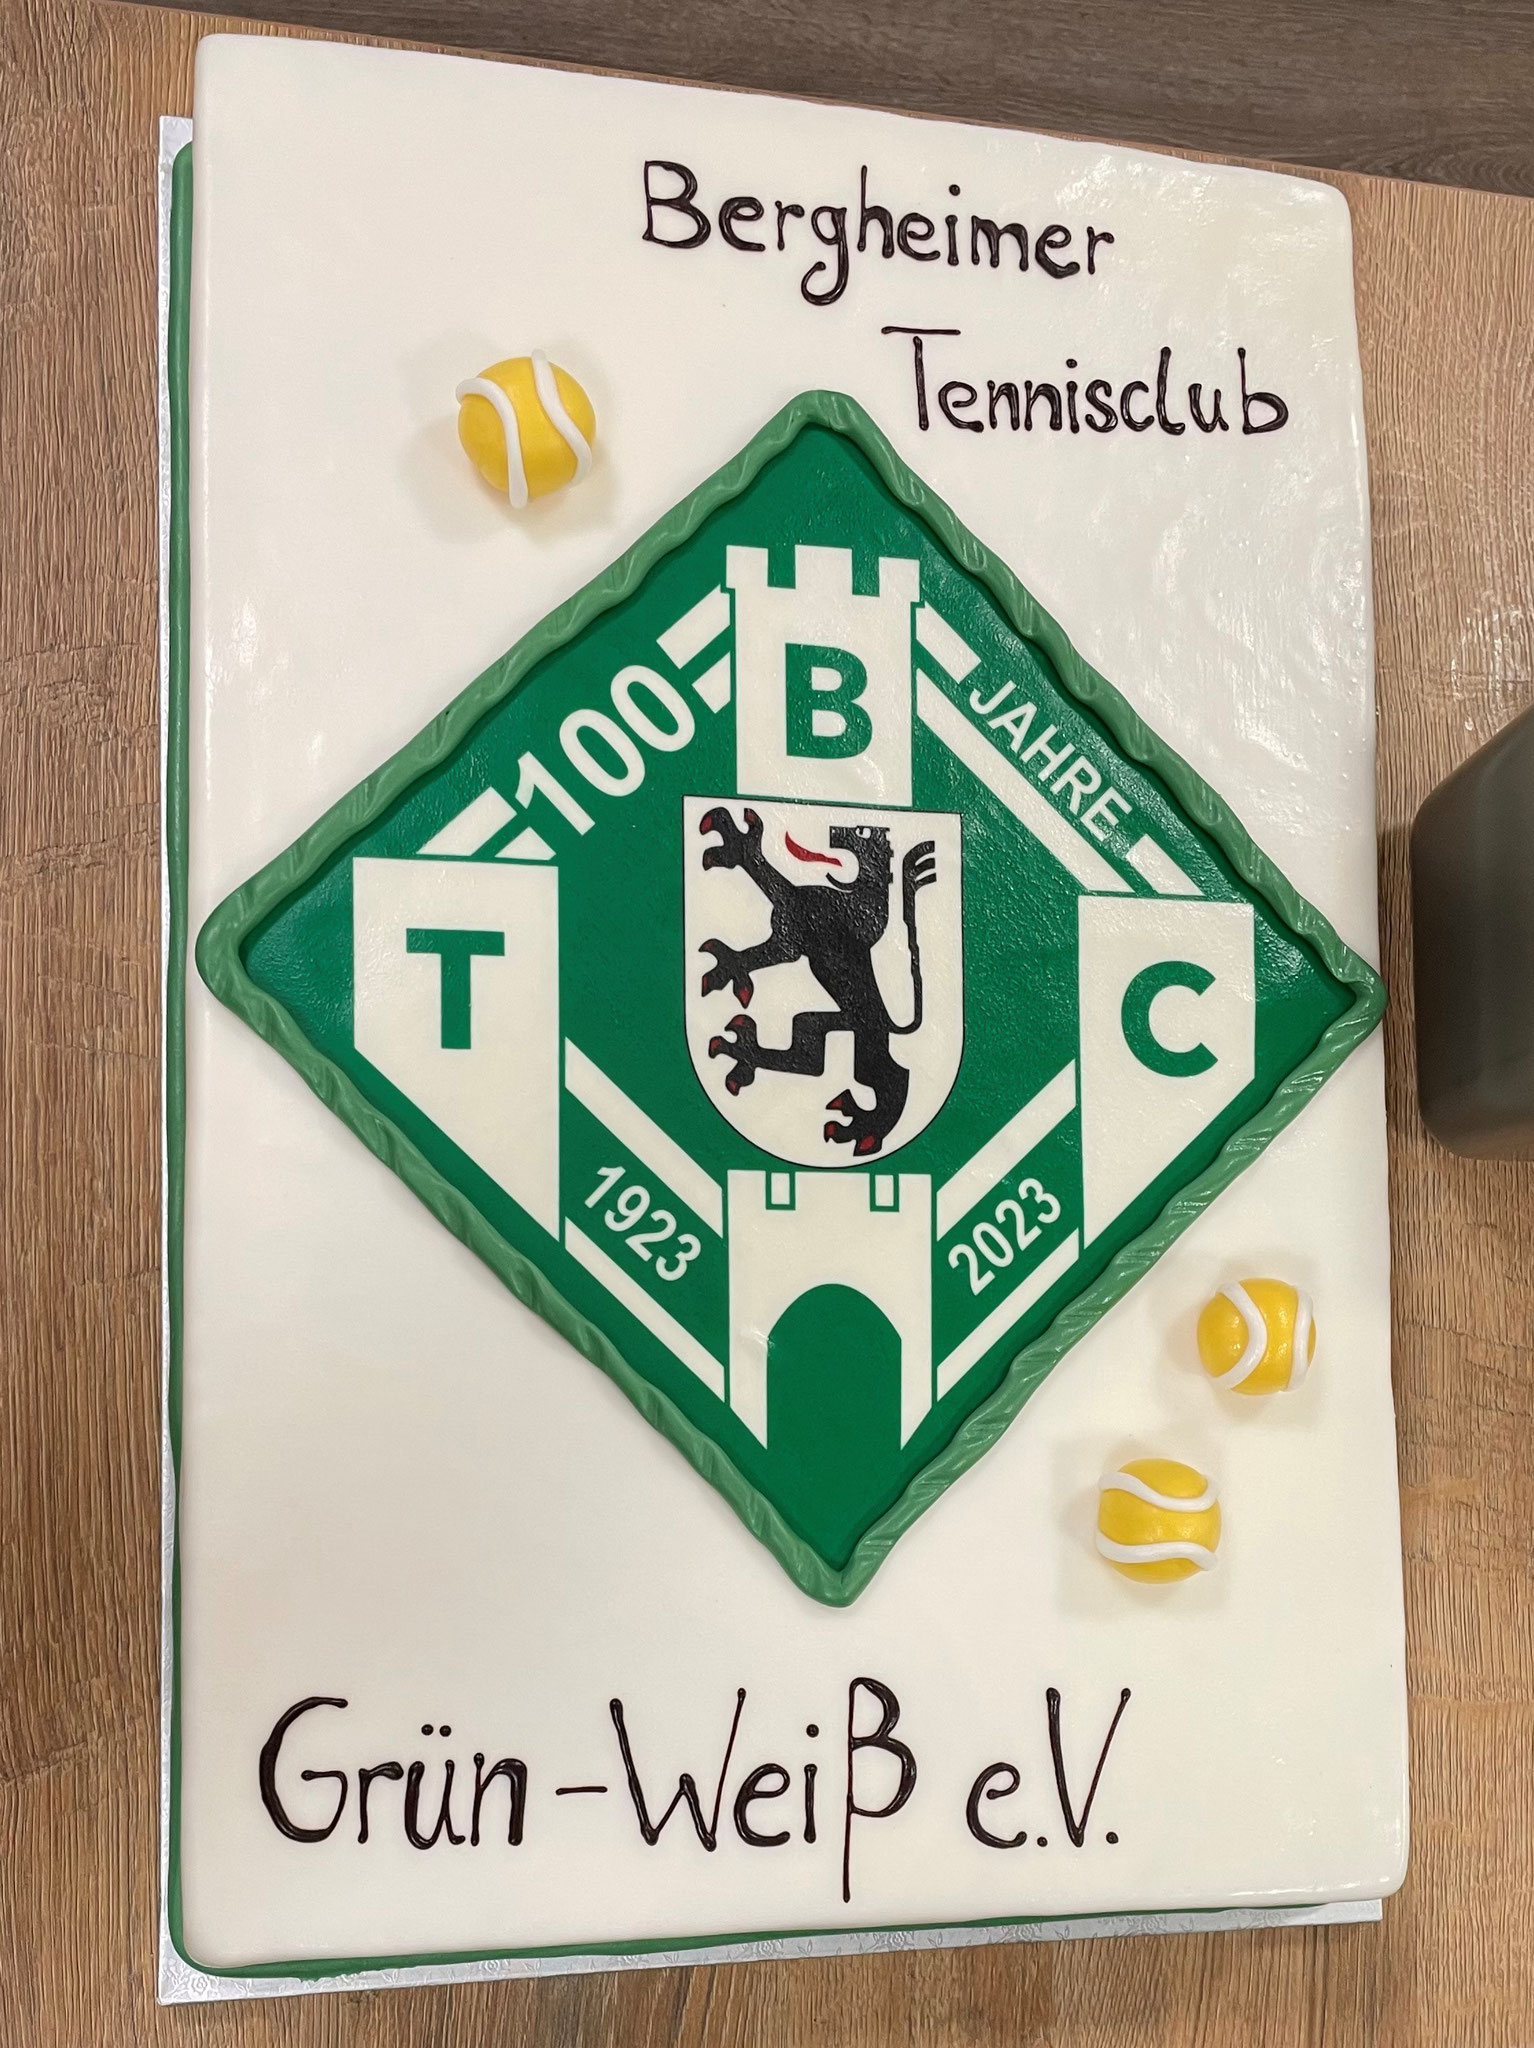 Bergheimer
Tennisclub
100 JAHRE
B
T C
1923 2023
Grün-Weiß e.V.